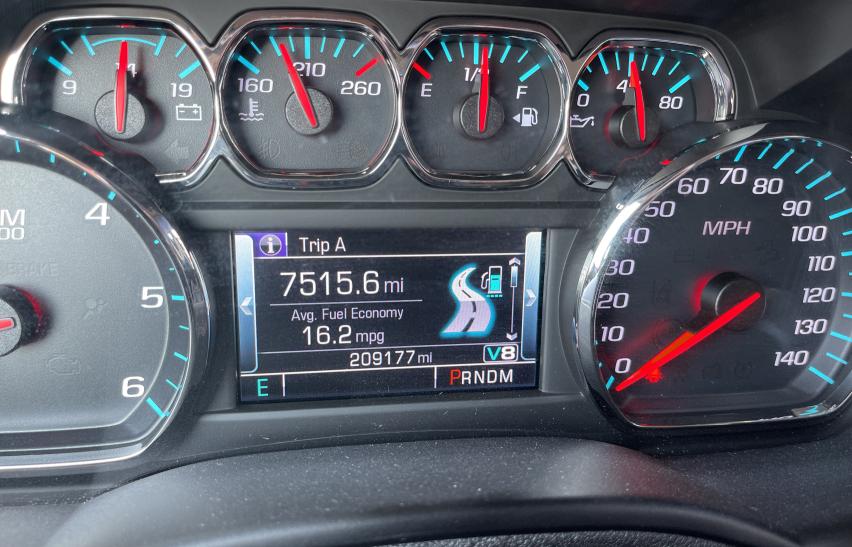 9 14 19
160 210 260
E 1/2 F
0 40 80
4
5
6
Trip A
7515.6 mi
Avg. Fuel Economy
16.2 mpg
209177 mi V8
E PRNDM
MPH
0 10 20 30 40 50 60 70 80 90 100 110 120 130 140